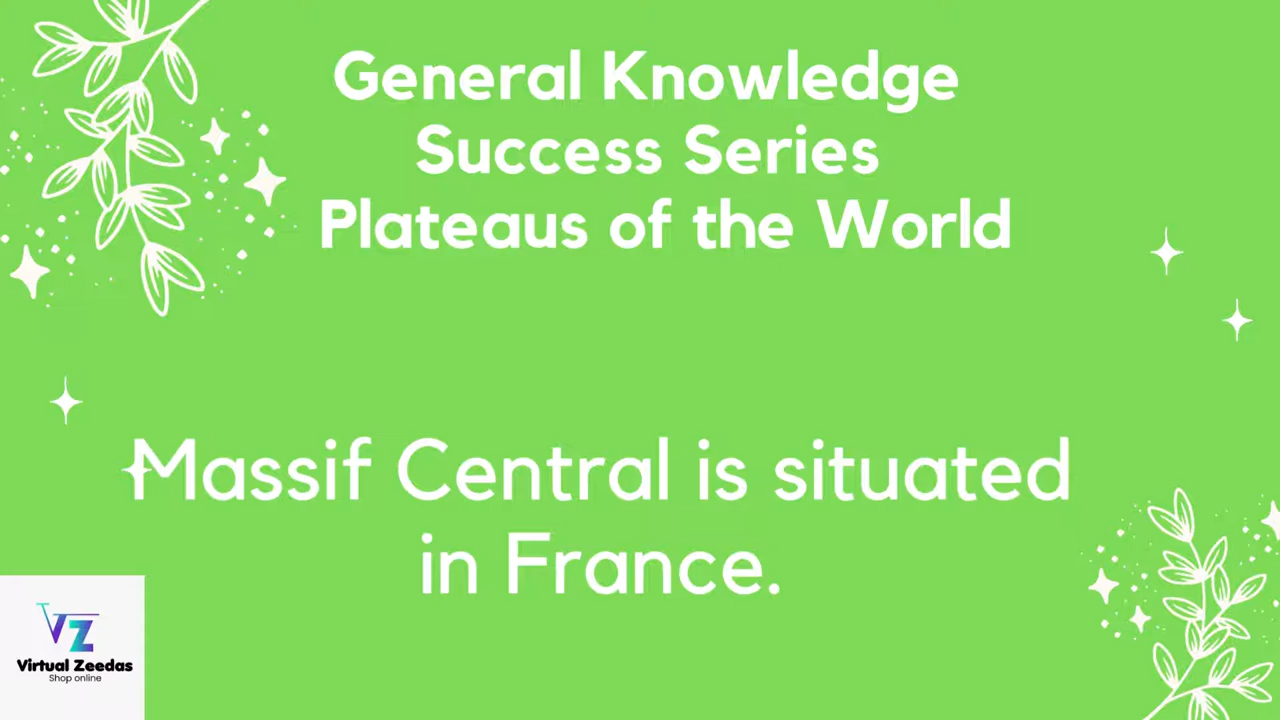 General Knowledge
Success Series
Plateaus of the World
Massif Central is situated
in France.
VZ
Virtual Zeedas
Shop online